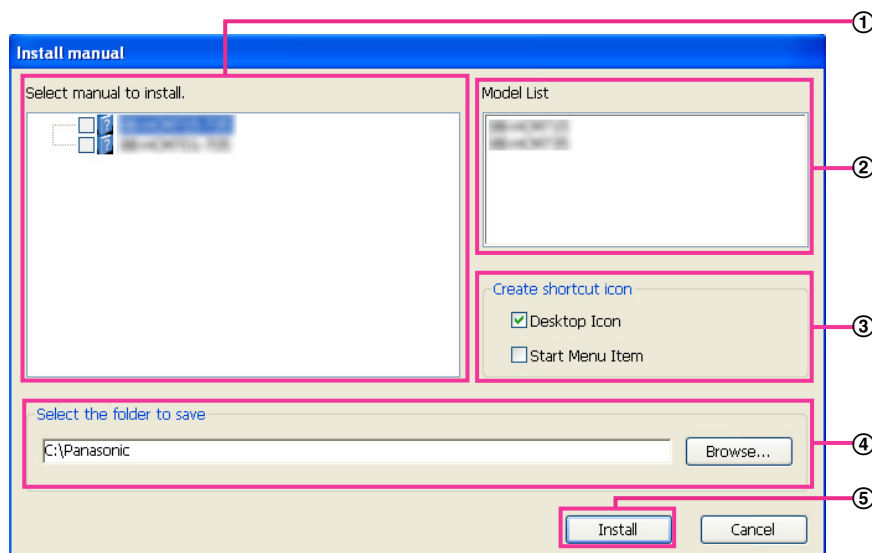 ①
Install manual
Select manual to install.
Model List
②
Create shortcut icon
Desktop Icon
③
Start Menu Item
Select the folder to save
C:\Panasonic
Browse...
④
⑤
Install
Cancel